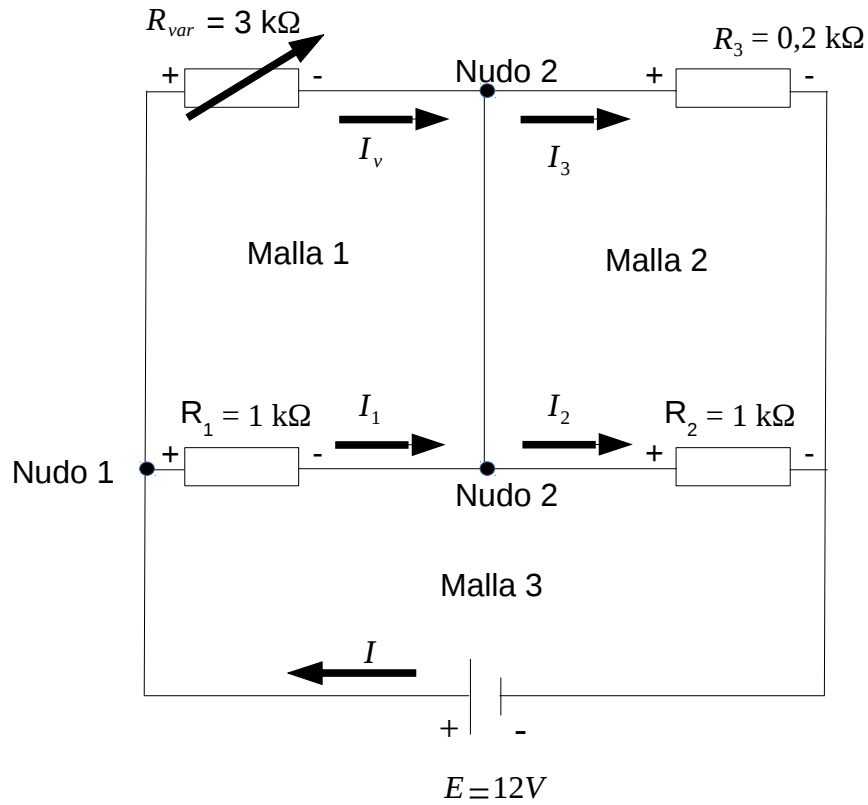 R_var = 3 kΩ
R_3 = 0,2 kΩ
+ - Nudo 2 + -
I_v I_3
Malla 1 Malla 2
R_1 = 1 kΩ I_1 I_2 R_2 = 1 kΩ
+ - + -
Nudo 1
Nudo 2
Malla 3
I
+ -
E=12V